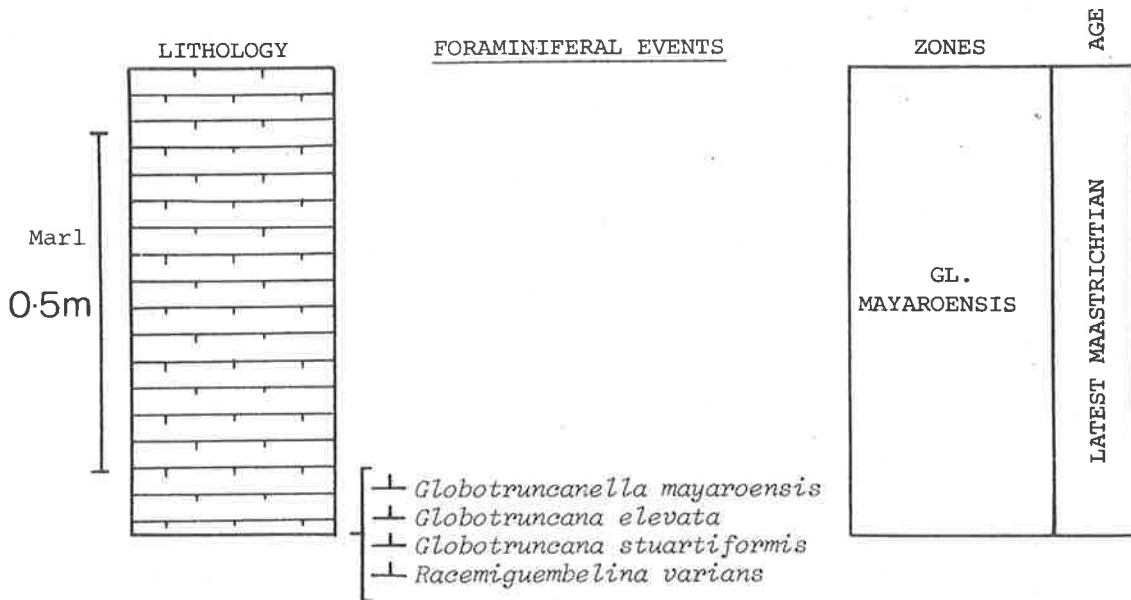 LITHOLOGY
FORAMINIFERAL EVENTS
ZONES
AGE
Marl
0·5m
GL.
MAYAROENSIS
LATEST MAASTRICHTIAN
Globotruncanella mayaroensis
Globotruncana elevata
Globotruncana stuartiformis
Racemiguembelina varians